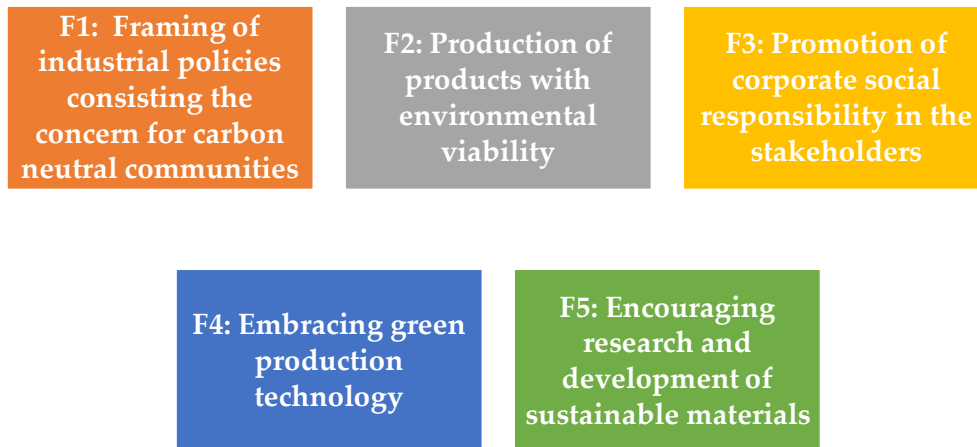 F1: Framing of
industrial policies
consisting the
concern for carbon
neutral communities
F2: Production of
products with
environmental
viability
F3: Promotion of
corporate social
responsibility in the
stakeholders
F4: Embracing green
production
technology
F5: Encouraging
research and
development of
sustainable materials